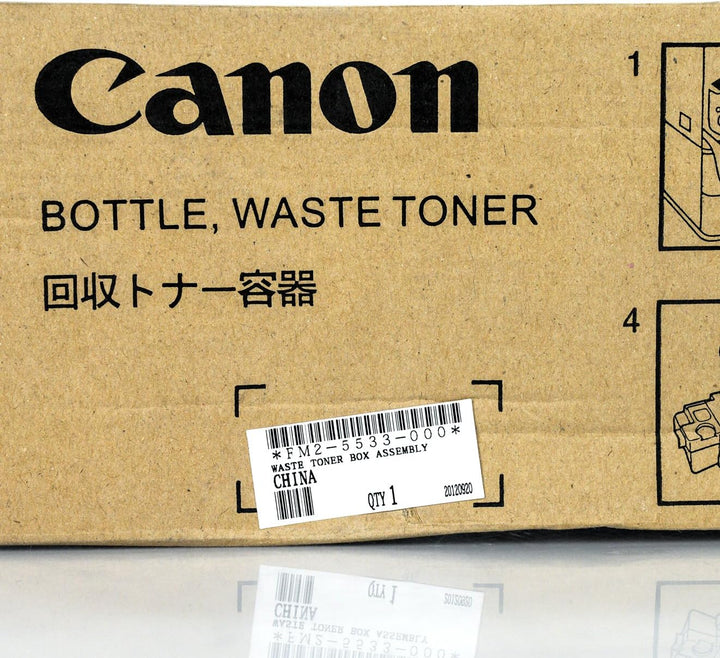 Canon
BOTTLE, WASTE TONER
回収トナー容器
1
4
*FM2-5533-000*
WASTE TONER BOX ASSEMBLY
CHINA
QTY 1
20120920